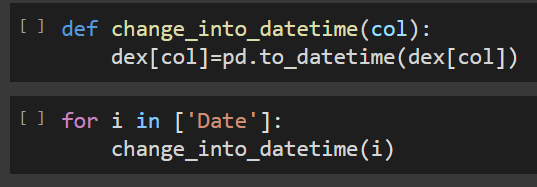 [ ] def change_into_datetime(col):
dex[col]=pd.to_datetime(dex[col])
[ ] for i in ['Date']:
change_into_datetime(i)